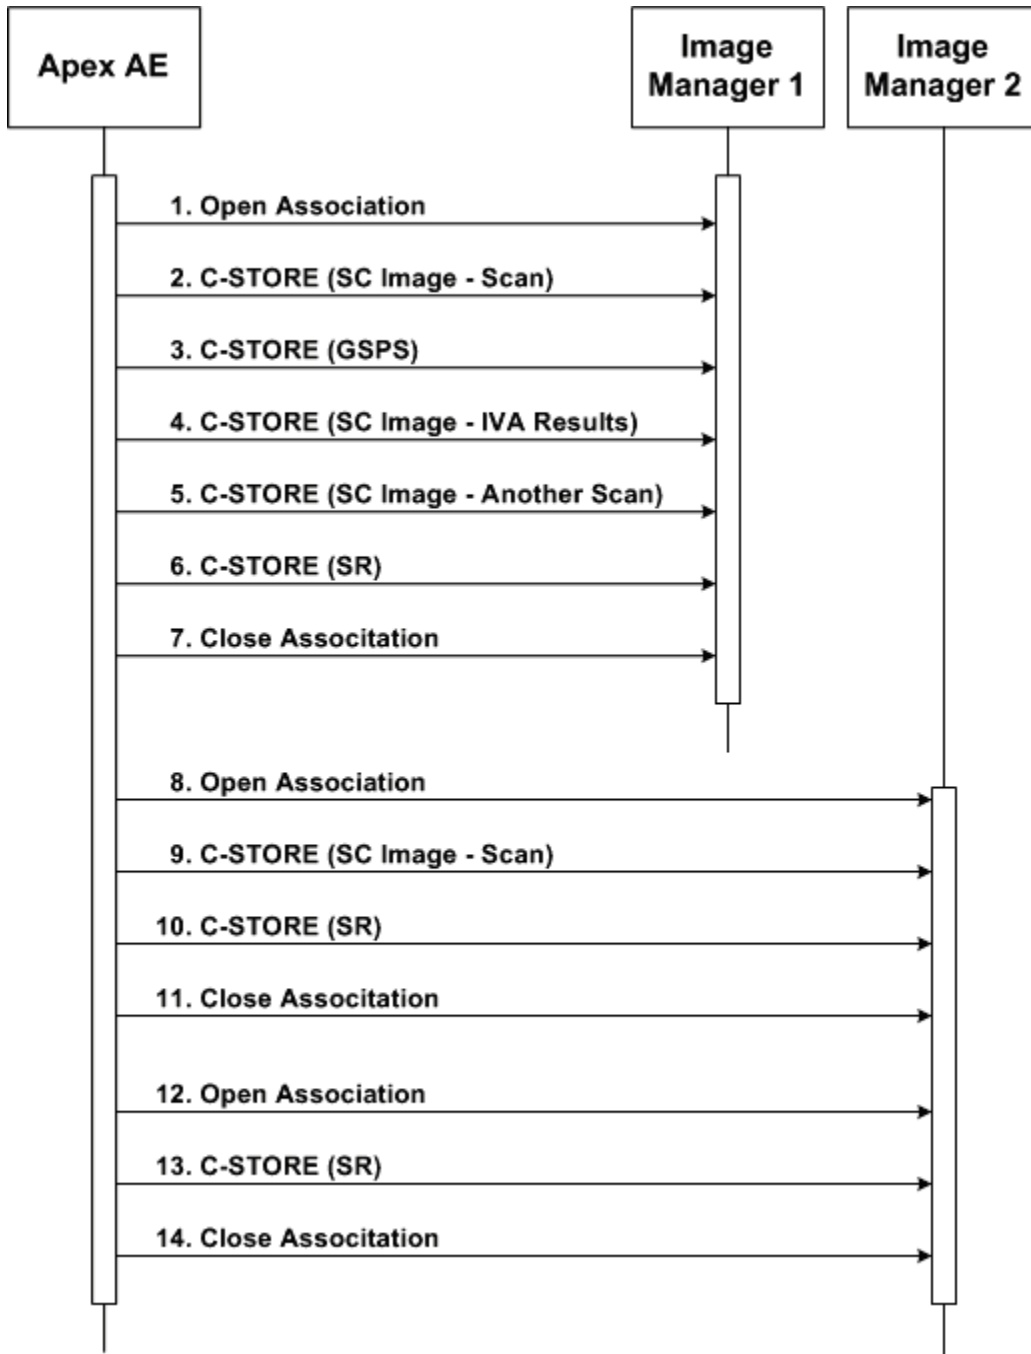 Apex AE
Image
Manager 1
Image
Manager 2
1. Open Association
2. C-STORE (SC Image - Scan)
3. C-STORE (GSPS)
4. C-STORE (SC Image - IVA Results)
5. C-STORE (SC Image - Another Scan)
6. C-STORE (SR)
7. Close Associtation
8. Open Association
9. C-STORE (SC Image - Scan)
10. C-STORE (SR)
11. Close Associtation
12. Open Association
13. C-STORE (SR)
14. Close Associtation